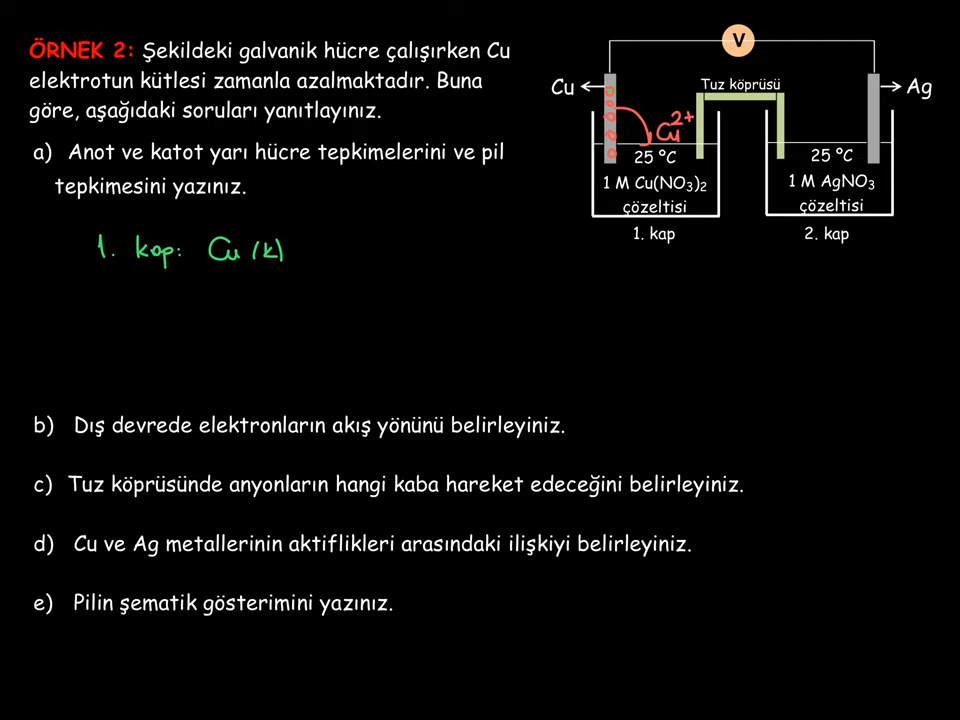 ÖRNEK 2: Şekildeki galvanik hücre çalışırken Cu
elektrotun kütlesi zamanla azalmaktadır. Buna
göre, aşağıdaki soruları yanıtlayınız.
a) Anot ve katot yarı hücre tepkimelerini ve pil
tepkimesini yazınız.
1. kap: Cu (k)
V
Cu
Tuz köprüsü
Ag
Cu2+
25 ºC
1 M Cu(NO3)2
çözeltisi
1. kap
25 ºC
1 M AgNO3
çözeltisi
2. kap
b) Dış devrede elektronların akış yönünü belirleyiniz.
c) Tuz köprüsünde anyonların hangi kaba hareket edeceğini belirleyiniz.
d) Cu ve Ag metallerinin aktiflikleri arasındaki ilişkiyi belirleyiniz.
e) Pilin şematik gösterimini yazınız.